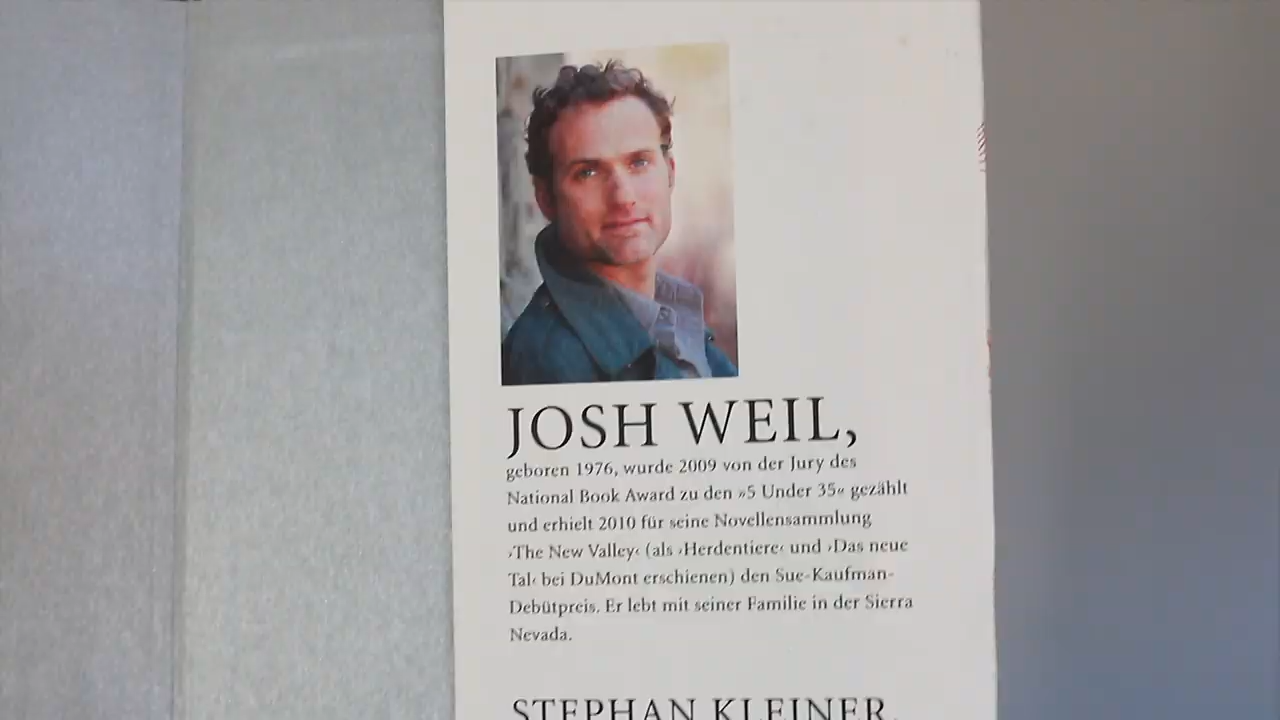 JOSH WEIL,
geboren 1976, wurde 2009 von der Jury des
National Book Award zu den »5 Under 35« gezählt
und erhielt 2010 für seine Novellensammlung
›The New Valley‹ (als ›Herdentiere‹ und ›Das neue
Tal‹ bei DuMont erschienen) den Sue-Kaufman-
Debütpreis. Er lebt mit seiner Familie in der Sierra
Nevada.
STEPHAN KLEINER,